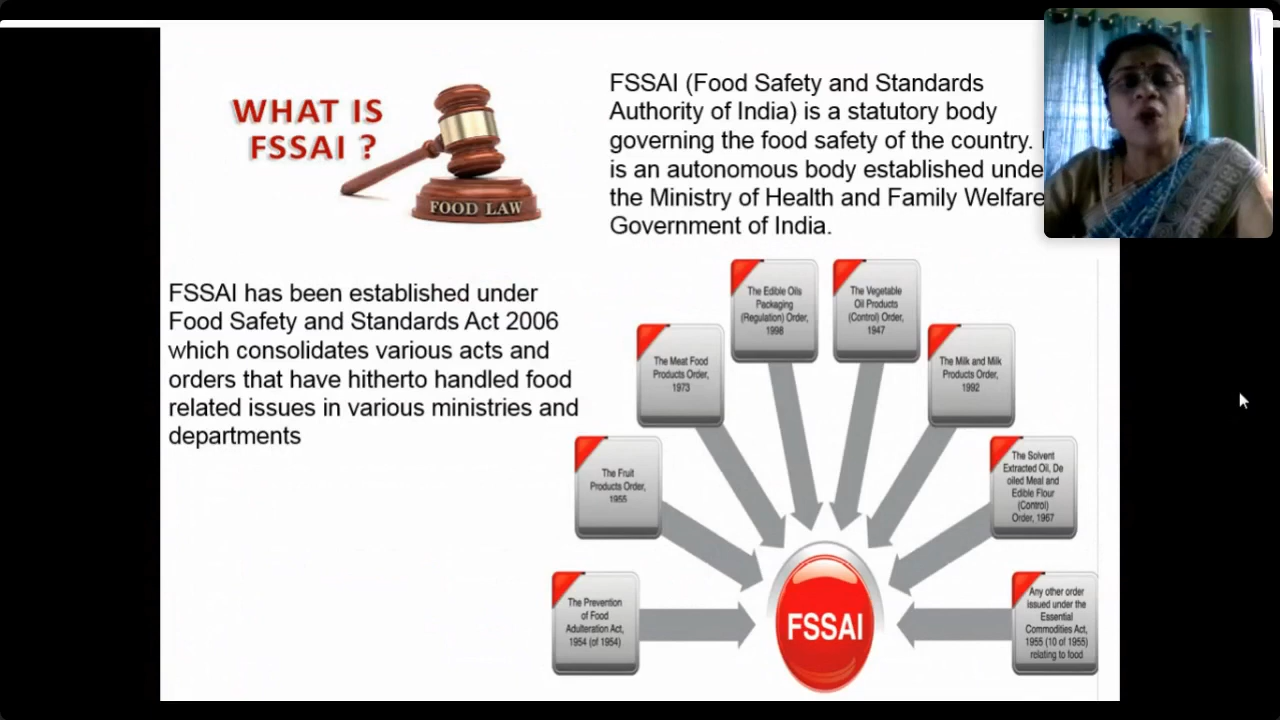 WHAT IS
FSSAI ?
FOOD LAW
FSSAI (Food Safety and Standards
Authority of India) is a statutory body
governing the food safety of the country.
is an autonomous body established unde
the Ministry of Health and Family Welfare
Government of India.
FSSAI has been established under
Food Safety and Standards Act 2006
which consolidates various acts and
orders that have hitherto handled food
related issues in various ministries and
departments
The Edible Oils
Packaging
(Regulation) Order,
1998
The Vegetable
Oil Products
(Control) Order,
1947
The Meat Food
Products Order,
1973
The Milk and Milk
Products Order,
1992
The Fruit
Products Order,
1955
The Solvent
Extracted Oil, De
oiled Meal and
Edible Flour
(Control)
Order, 1967
The Prevention
of Food
Adulteration Act,
1954 (of 1954)
Any other order
issued under the
Essential
Commodities Act,
1955 (10 of 1955)
relating to food
FSSAI